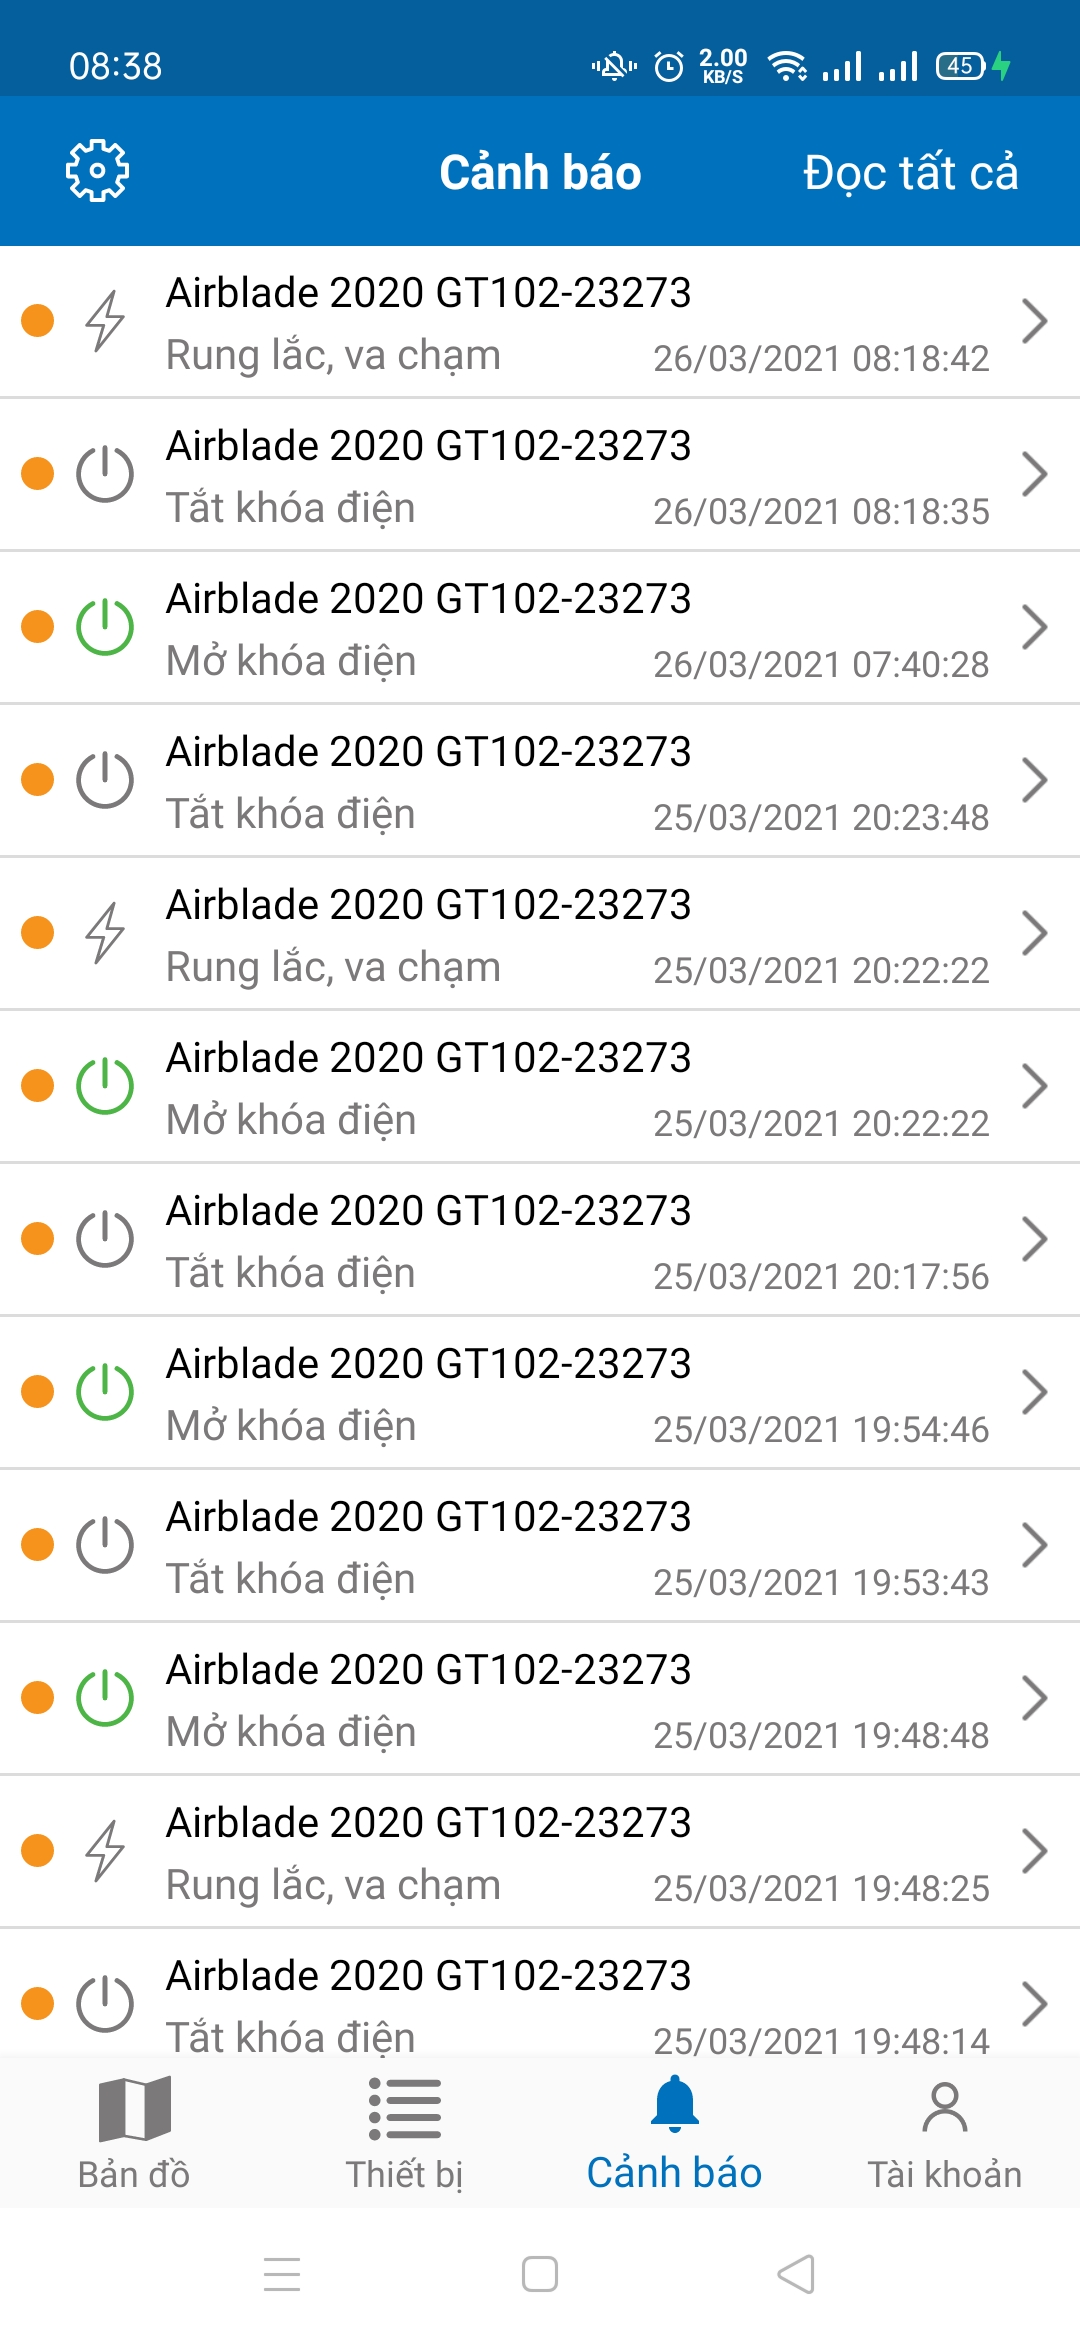 08:38 2.00 KB/S 45
Cảnh báo Đọc tất cả
Airblade 2020 GT102-23273
Rung lắc, va chạm 26/03/2021 08:18:42
Airblade 2020 GT102-23273
Tắt khóa điện 26/03/2021 08:18:35
Airblade 2020 GT102-23273
Mở khóa điện 26/03/2021 07:40:28
Airblade 2020 GT102-23273
Tắt khóa điện 25/03/2021 20:23:48
Airblade 2020 GT102-23273
Rung lắc, va chạm 25/03/2021 20:22:22
Airblade 2020 GT102-23273
Mở khóa điện 25/03/2021 20:22:22
Airblade 2020 GT102-23273
Tắt khóa điện 25/03/2021 20:17:56
Airblade 2020 GT102-23273
Mở khóa điện 25/03/2021 19:54:46
Airblade 2020 GT102-23273
Tắt khóa điện 25/03/2021 19:53:43
Airblade 2020 GT102-23273
Mở khóa điện 25/03/2021 19:48:48
Airblade 2020 GT102-23273
Rung lắc, va chạm 25/03/2021 19:48:25
Airblade 2020 GT102-23273
Tắt khóa điện 25/03/2021 19:48:14
Bản đồ Thiết bị Cảnh báo Tài khoản